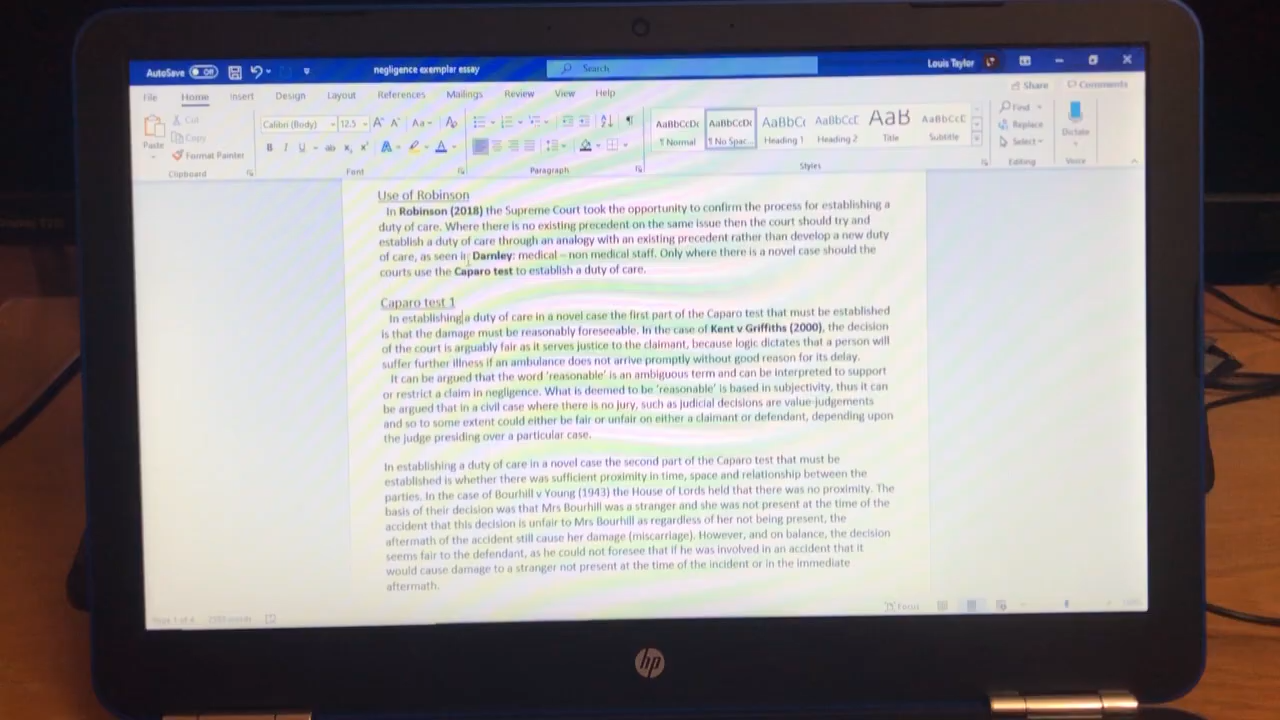 AutoSave Off
negligence exemplar essay
Search
Louis Taylor
File Home Insert Design Layout References Mailings Review View Help
Share Comments
Paste
Cut
Copy
Format Painter
Clipboard
Calibri (Body) 12.5
Font
Paragraph
AaBbCcDc AaBbCcDc AaBbCc AaBbCcC AaB AaBbCcC
¶ Normal ¶ No Spac... Heading 1 Heading 2 Title Subtitle
Styles
Find
Replace
Select
Editing
Dictate
Voice
Use of Robinson
In Robinson (2018) the Supreme Court took the opportunity to confirm the process for establishing a
duty of care. Where there is no existing precedent on the same issue then the court should try and
establish a duty of care through an analogy with an existing precedent rather than develop a new duty
of care, as seen in Darnley: medical – non medical staff. Only where there is a novel case should the
courts use the Caparo test to establish a duty of care.
Caparo test 1
In establishing a duty of care in a novel case the first part of the Caparo test that must be established
is that the damage must be reasonably foreseeable. In the case of Kent v Griffiths (2000), the decision
of the court is arguably fair as it serves justice to the claimant, because logic dictates that a person will
suffer further illness if an ambulance does not arrive promptly without good reason for its delay.
It can be argued that the word 'reasonable' is an ambiguous term and can be interpreted to support
or restrict a claim in negligence. What is deemed to be 'reasonable' is based in subjectivity, thus it can
be argued that in a civil case where there is no jury, such as judicial decisions are value-judgements
and so to some extent could either be fair or unfair on either a claimant or defendant, depending upon
the judge presiding over a particular case.
In establishing a duty of care in a novel case the second part of the Caparo test that must be
established is whether there was sufficient proximity in time, space and relationship between the
parties. In the case of Bourhill v Young (1943) the House of Lords held that there was no proximity. The
basis of their decision was that Mrs Bourhill was a stranger and she was not present at the time of the
accident that this decision is unfair to Mrs Bourhill as regardless of her not being present, the
aftermath of the accident still cause her damage (miscarriage). However, and on balance, the decision
seems fair to the defendant, as he could not foresee that if he was involved in an accident that it
would cause damage to a stranger not present at the time of the incident or in the immediate
aftermath.
Page 1 of 4 words
Focus
hp